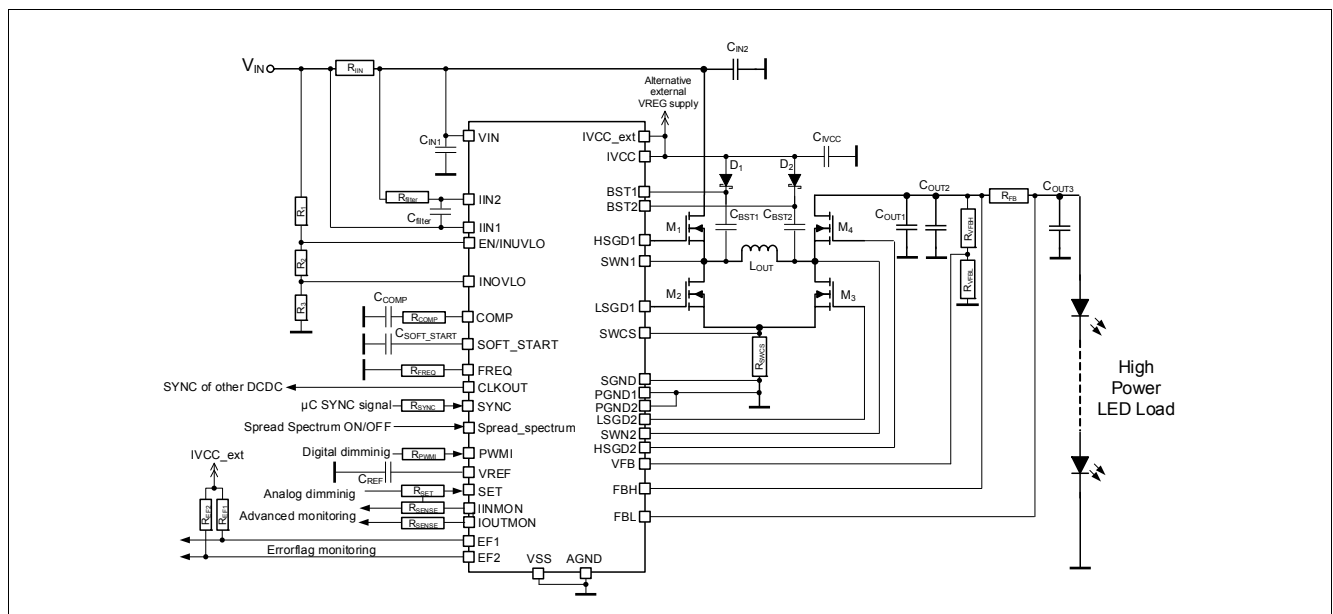 VIN
RIIN
CIN2
Alternative
external
VREG supply
CIN1
VIN
IVCC_ext
IVCC
CIVCC
D1
D2
Rfilter
IIN2
Cfilter
IIN1
BST1
BST2
CBST1
CBST2
COUT1
COUT2
RFB
COUT3
R1
EN/INUVLO
HSGD1
M1
M4
RVFBH
R2
SWN1
LOUT
RVFBL
INOVLO
R3
LSGD1
M2
M3
CCOMP
RCOMP
COMP
SWCS
CSOFT_START
SOFT_START
RSWCS
RFREQ
FREQ
SGND
High
Power
LED Load
SYNC of other DCDC
CLKOUT
PGND1
PGND2
µC SYNC signal
RSYNC
SYNC
LSGD2
Spread Spectrum ON/OFF
Spread_spectrum
SWN2
HSGD2
IVCC_ext
Digital dimminig
RPWMI
PWMI
VFB
CREF
VREF
Analog dimminig
RSET
SET
FBH
RSENSE
IINMON
Advanced monitoring
RSENSE
IOUTMON
FBL
REF2
REF1
EF1
Errorflag monitoring
EF2
VSS
AGND